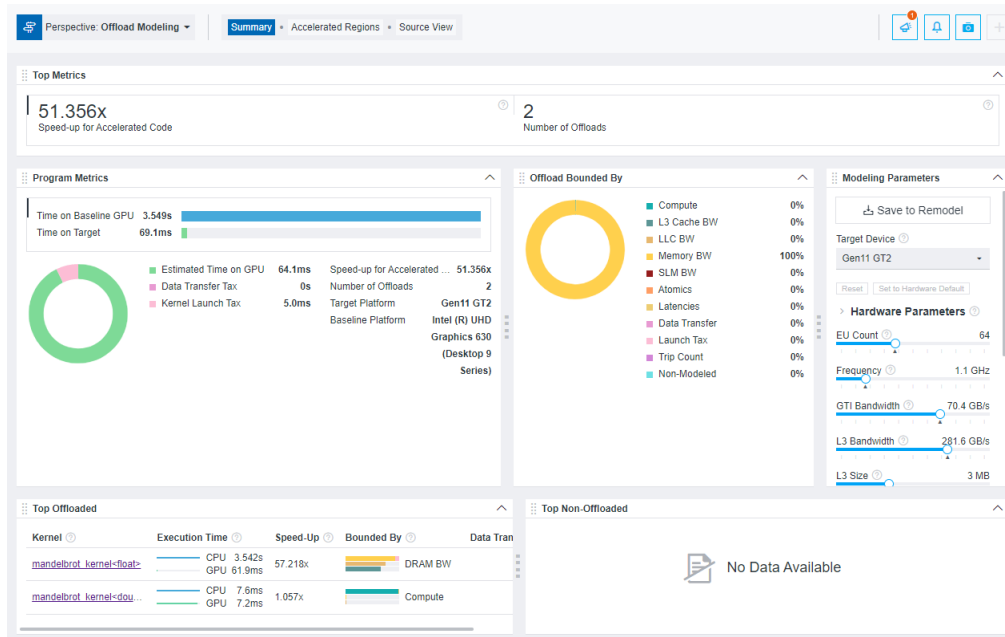 Perspective: Offload Modeling
Summary
Accelerated Regions
Source View
1
Top Metrics
51.356x
Speed-up for Accelerated Code
2
Number of Offloads
Program Metrics
Time on Baseline GPU 3.549s
Time on Target 69.1ms
Estimated Time on GPU 64.1ms
Data Transfer Tax 0s
Kernel Launch Tax 5.0ms
Speed-up for Accelerated ... 51.356x
Number of Offloads 2
Target Platform Gen11 GT2
Baseline Platform Intel (R) UHD
Graphics 630
(Desktop 9
Series)
Offload Bounded By
Compute 0%
L3 Cache BW 0%
LLC BW 0%
Memory BW 100%
SLM BW 0%
Atomics 0%
Latencies 0%
Data Transfer 0%
Launch Tax 0%
Trip Count 0%
Non-Modeled 0%
Modeling Parameters
Save to Remodel
Target Device
Gen11 GT2
Reset
Set to Hardware Default
Hardware Parameters
EU Count 64
Frequency 1.1 GHz
GTI Bandwidth 70.4 GB/s
L3 Bandwidth 281.6 GB/s
L3 Size 3 MB
Top Offloaded
Kernel Execution Time Speed-Up Bounded By Data Tran
mandelbrot_kernel<float> CPU 3.542s 57.218x DRAM BW
GPU 61.9ms
mandelbrot_kernel<dou... CPU 7.6ms 1.057x Compute
GPU 7.2ms
Top Non-Offloaded
No Data Available